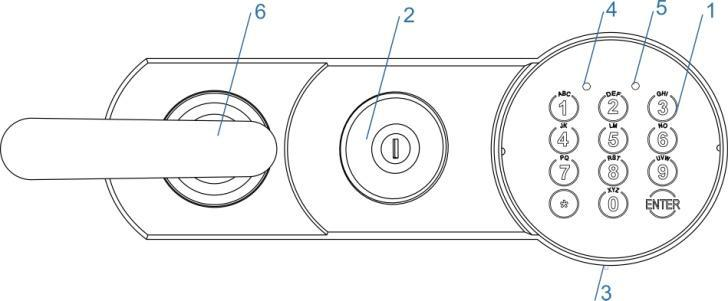 6
2
4
5
1
ABC DEF GHI
1 2 3
JK LM NO
4 5 6
PQ RST UVW
7 8 9
XYZ
* 0 ENTER
3